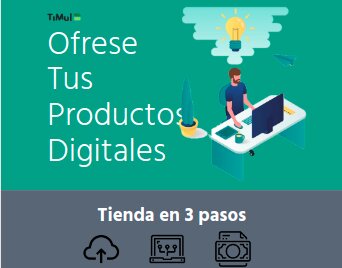 TiMul
Ofrese
Tus
Productos
Digitales
Tienda en 3 pasos